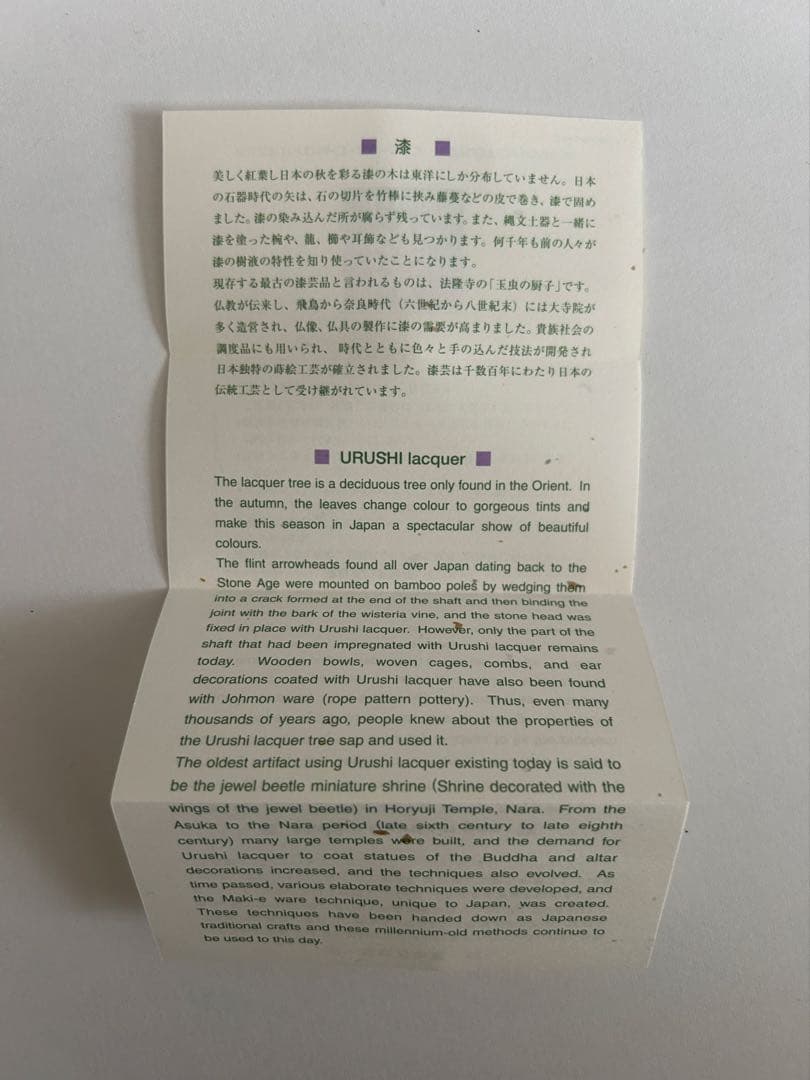 ■ 漆 ■
美しく紅葉し日本の秋を彩る漆の木は東洋にしか分布していません。日本
の石器時代の矢は、石の切片を竹棒に挟み藤蔓などの皮で巻き、漆で固め
ました。漆の染み込んだ所が腐らず残っています。また、縄文土器と一緒に
漆を塗った椀や、籠、櫛や耳飾なども見つかります。何千年も前の人々が
漆の樹液の特性を知り使っていたことになります。
現存する最古の漆芸品と言われるものは、法隆寺の「玉虫の厨子」です。
仏教が伝来し、飛鳥から奈良時代（六世紀から八世紀末）には大寺院が
多く造営され、仏像、仏具の製作に漆の需要が高まりました。貴族社会の
調度品にも用いられ、時代とともに色々と手の込んだ技法が開発され
日本独特の蒔絵工芸が確立されました。漆芸は千数百年にわたり日本の
伝統工芸として受け継がれています。
■ URUSHI lacquer ■
The lacquer tree is a deciduous tree only found in the Orient. In
the autumn, the leaves change colour to gorgeous tints and
make this season in Japan a spectacular show of beautiful
colours.
The flint arrowheads found all over Japan dating back to the
Stone Age were mounted on bamboo poles by wedging them
into a crack formed at the end of the shaft and then binding the
joint with the bark of the wisteria vine, and the stone head was
fixed in place with Urushi lacquer. However, only the part of the
shaft that had been impregnated with Urushi lacquer remains
today. Wooden bowls, woven cages, combs, and ear
decorations coated with Urushi lacquer have also been found
with Johmon ware (rope pattern pottery). Thus, even many
thousands of years ago, people knew about the properties of
the Urushi lacquer tree sap and used it.
The oldest artifact using Urushi lacquer existing today is said to
be the jewel beetle miniature shrine (Shrine decorated with the
wings of the jewel beetle) in Horyuji Temple, Nara. From the
Asuka to the Nara period (late sixth century to late eighth
century) many large temples were built, and the demand for
Urushi lacquer to coat statues of the Buddha and altar
decorations increased, and the techniques also evolved. As
time passed, various elaborate techniques were developed, and
the Maki-e ware technique, unique to Japan, was created.
These techniques have been handed down as Japanese
traditional crafts and these millennium-old methods continue to
be used to this day.